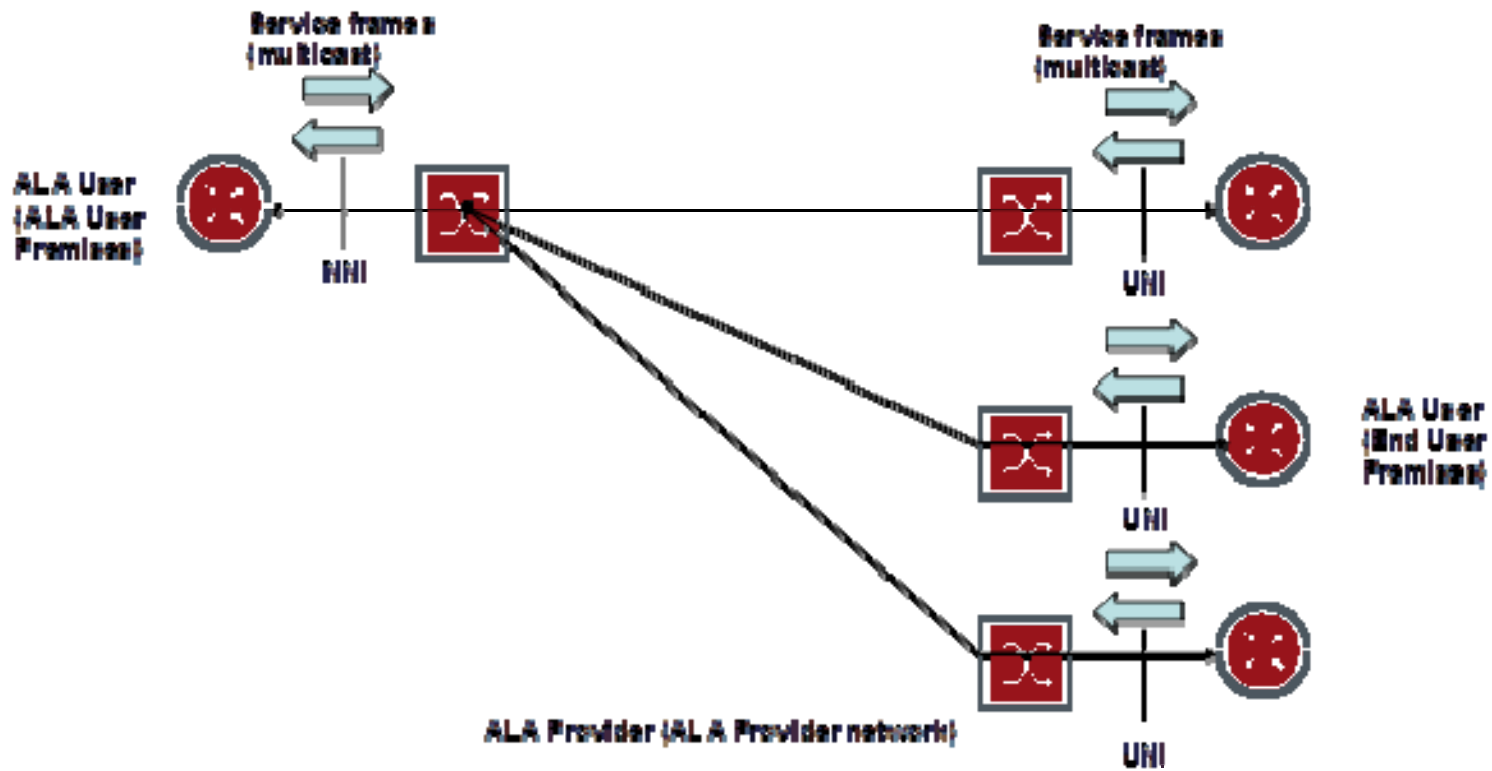 Service frames
(multicast)
Service frames
(multicast)
ALA User
(ALA User
Premises)
NNI
UNI
ALA User
(End User
Premises)
UNI
ALA Provider (ALA Provider network)
UNI